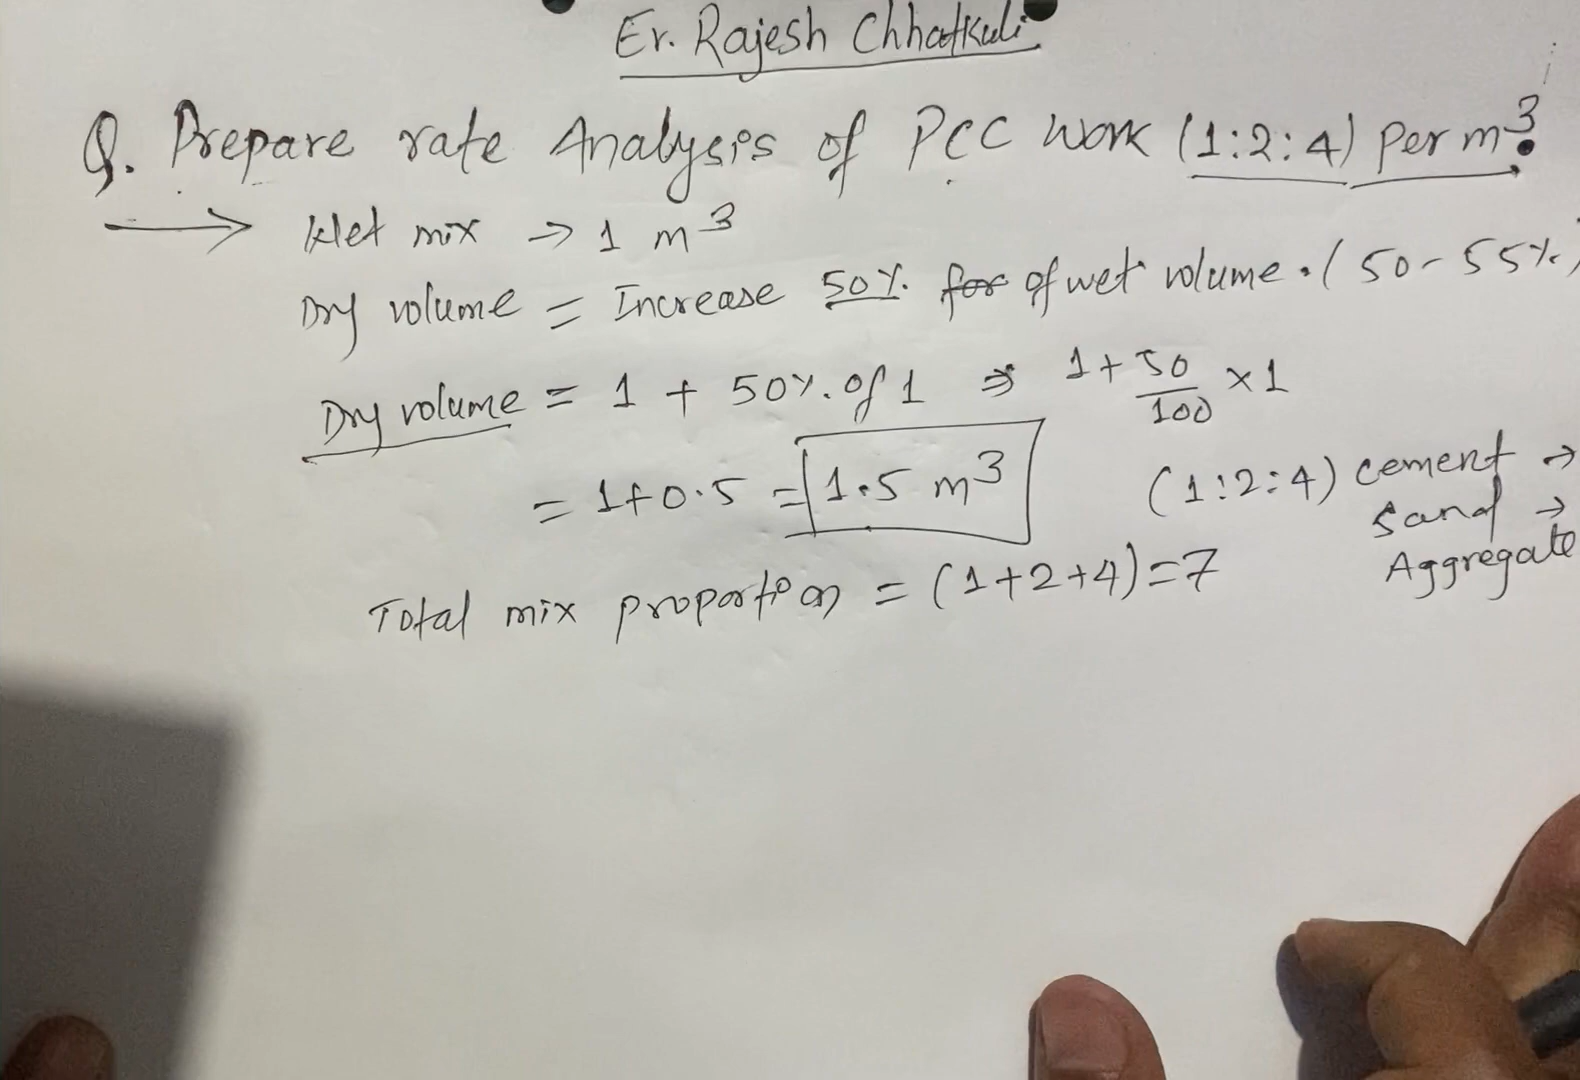 Er. Rajesh Chhatkuli
Q. Prepare rate Analysis of PCC work (1:2:4) per m³.
→ Wet mix → 1 m³
Dry volume = Increase 50% for of wet volume. (50-55%)
Dry volume = 1 + 50% of 1 ⇒ 1 + 50/100 × 1
= 1+0.5 = 1.5 m³
(1:2:4) cement →
sand →
Aggregate
Total mix proportion = (1+2+4)=7